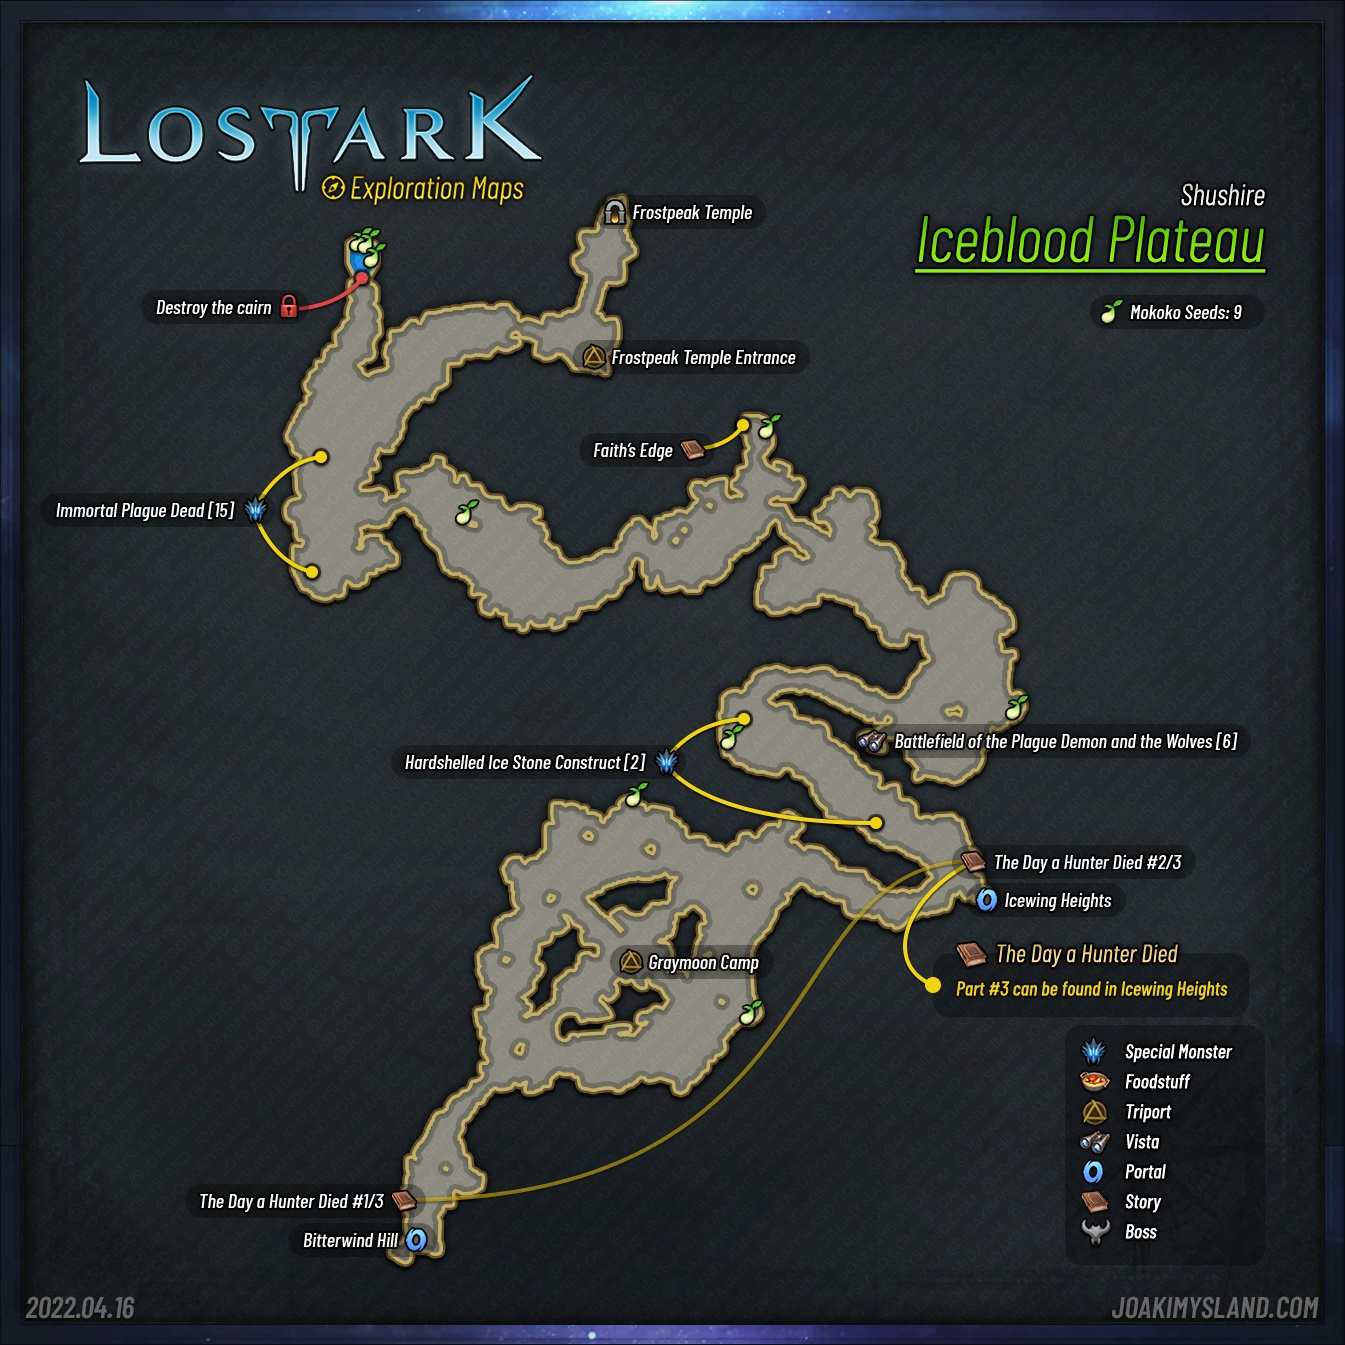 LOSTARK
Exploration Maps
Shushire
Iceblood Plateau
Mokoko Seeds: 9
Frostpeak Temple
Destroy the cairn
Frostpeak Temple Entrance
Faith's Edge
Immortal Plague Dead [15]
Battlefield of the Plague Demon and the Wolves [6]
Hardshelled Ice Stone Construct [2]
The Day a Hunter Died #2/3
Icewing Heights
The Day a Hunter Died
Part #3 can be found in Icewing Heights
Graymoon Camp
Special Monster
Foodstuff
Triport
Vista
Portal
Story
Boss
The Day a Hunter Died #1/3
Bitterwind Hill
2022.04.16
JOAKIMYSLAND.COM